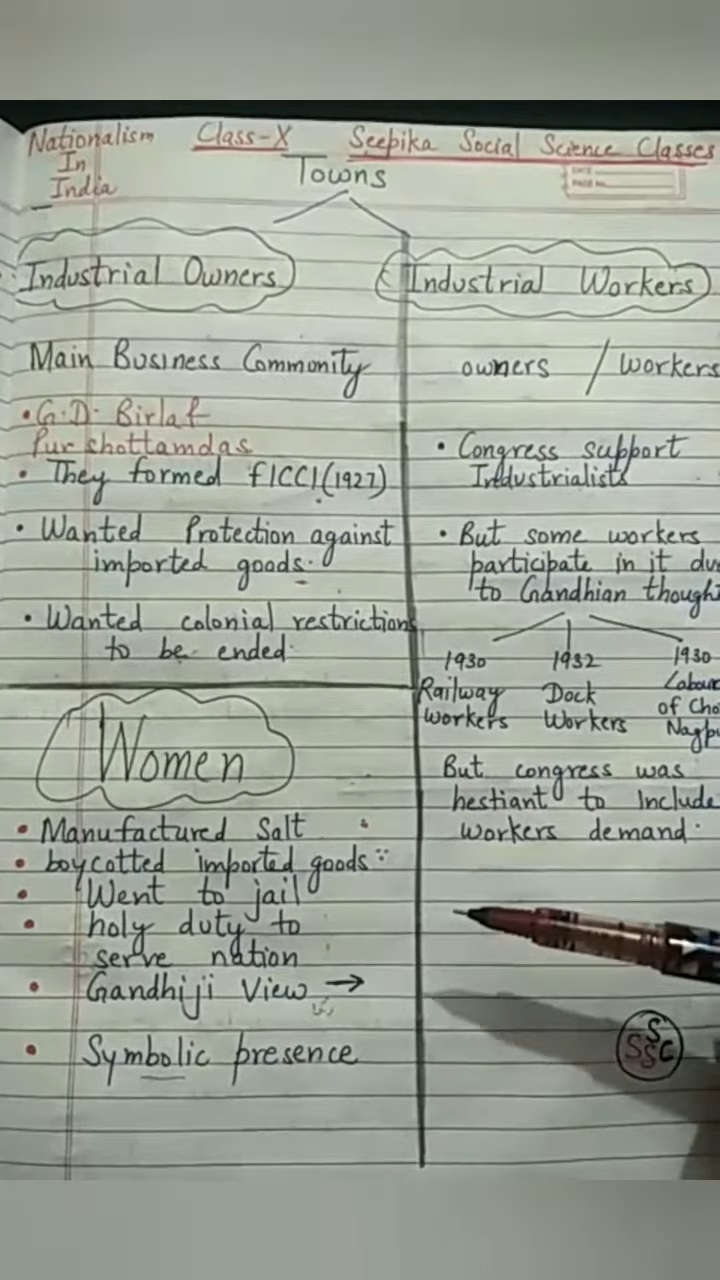 Nationalism
In
India
Class-X
Seepika Social Science Classes
Towns
Industrial Owners
Main Business Commonity
• G.D. Birla &
Purshottamdas
• They formed FICCI (1927)
• Wanted Protection against
imported goods.
• Wanted colonial restrictions
to be ended.
Industrial Workers
owners / workers
• Congress support
Industrialists
• But some workers
participate in it due
to Gandhian thought
1930
Railway
workers
1932
Dock
Workers
1930
Labour
of Cho
Nagpu
But congress was
hestiant to Include
workers demand.
Women
• Manufactured Salt
• boycotted imported goods
• Went to jail
• holy duty to
serve nation
• Gandhiji View →
• Symbolic presence
SSSC